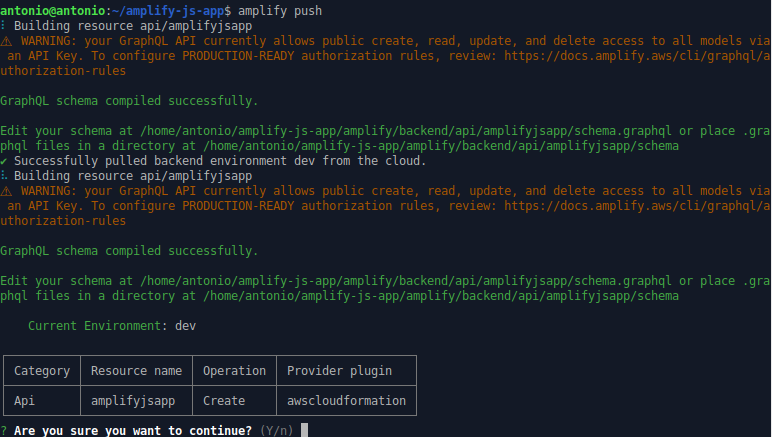 antonio@antonio:~/amplify-js-app$ amplify push
⠇ Building resource api/amplifyjsapp
⚠ WARNING: your GraphQL API currently allows public create, read, update, and delete access to all models via
 an API Key. To configure PRODUCTION-READY authorization rules, review: https://docs.amplify.aws/cli/graphql/a
uthorization-rules
GraphQL schema compiled successfully.
Edit your schema at /home/antonio/amplify-js-app/amplify/backend/api/amplifyjsapp/schema.graphql or place .gra
phql files in a directory at /home/antonio/amplify-js-app/amplify/backend/api/amplifyjsapp/schema
✔ Successfully pulled backend environment dev from the cloud.
⠧ Building resource api/amplifyjsapp
⚠ WARNING: your GraphQL API currently allows public create, read, update, and delete access to all models via
 an API Key. To configure PRODUCTION-READY authorization rules, review: https://docs.amplify.aws/cli/graphql/a
uthorization-rules
GraphQL schema compiled successfully.
Edit your schema at /home/antonio/amplify-js-app/amplify/backend/api/amplifyjsapp/schema.graphql or place .gra
phql files in a directory at /home/antonio/amplify-js-app/amplify/backend/api/amplifyjsapp/schema
Current Environment: dev
Category Resource name Operation Provider plugin
Api amplifyjsapp Create awscloudformation
? Are you sure you want to continue? (Y/n)